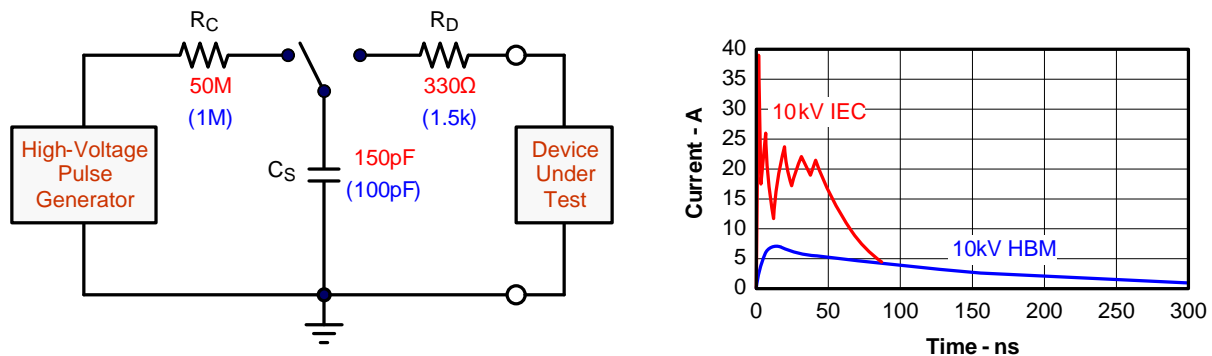 RC
50M
(1M)
RD
330Ω
(1.5k)
High-Voltage
Pulse
Generator
CS
150pF
(100pF)
Device
Under
Test
Current - A
40
35
30
25
20
15
10
5
0
10kV IEC
10kV HBM
0
50
100
150
200
250
300
Time - ns